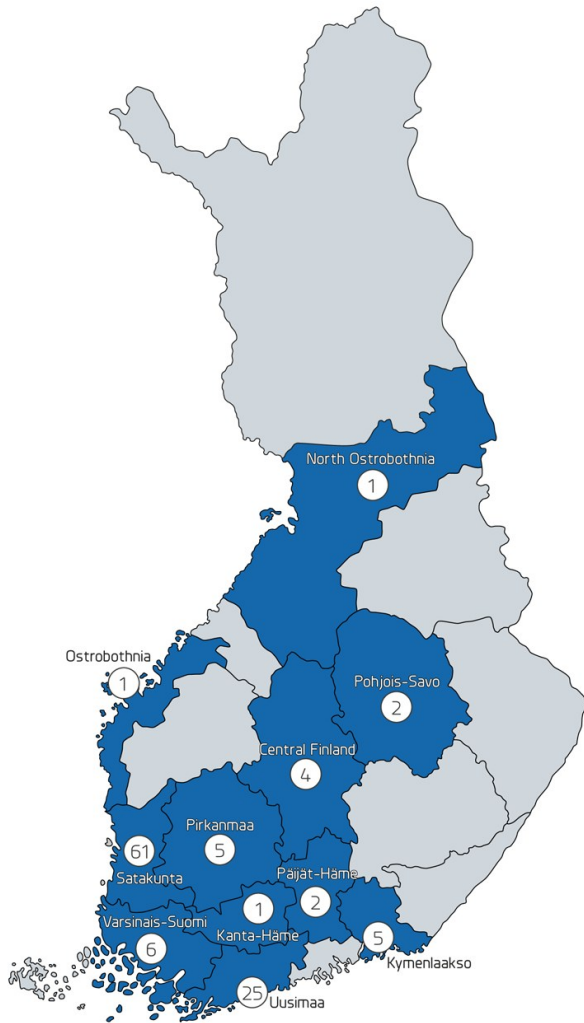 North Ostrobothnia
1
Ostrobothnia
1
Pohjois-Savo
2
Central Finland
4
Pirkanmaa
5
61
Satakunta
Päijät-Häme
2
1
Kanta-Häme
Varsinais-Suomi
6
5
Kymenlaakso
25
Uusimaa